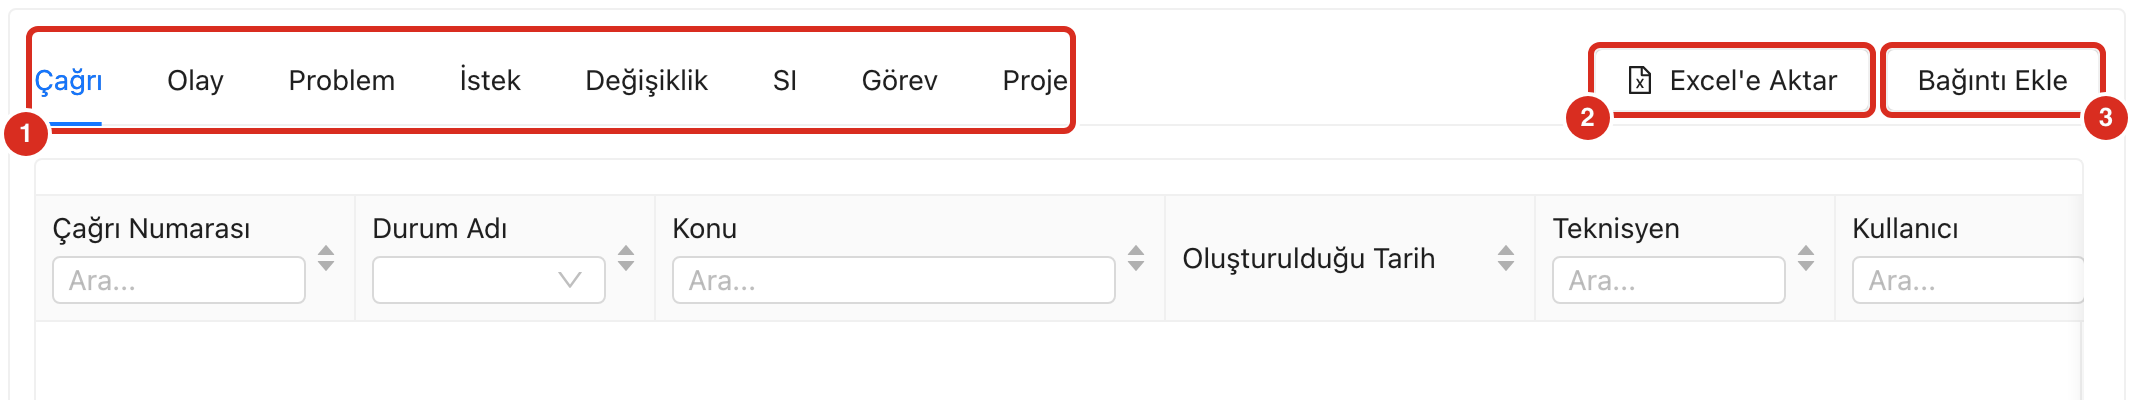 Çağrı Olay Problem İstek Değişiklik SI Görev Proje Excel'e Aktar Bağıntı Ekle
1 2 3
Çağrı Numarası Durum Adı Konu Oluşturulduğu Tarih Teknisyen Kullanıcı
Ara... Ara... Ara... Ara...